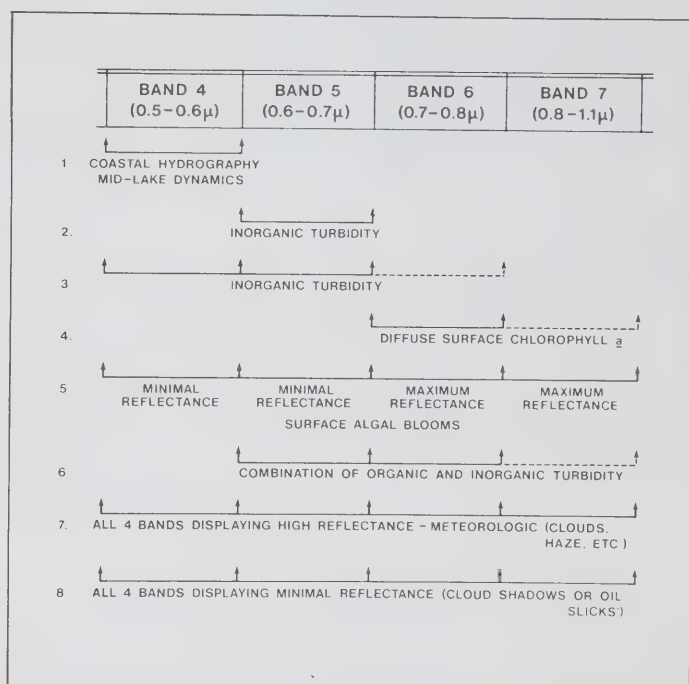 BAND 4 BAND 5 BAND 6 BAND 7
(0.5-0.6μ) (0.6-0.7μ) (0.7-0.8μ) (0.8-1.1μ)
1 COASTAL HYDROGRAPHY
MID-LAKE DYNAMICS
2. INORGANIC TURBIDITY
3 INORGANIC TURBIDITY
4. DIFFUSE SURFACE CHLOROPHYLL a
5 MINIMAL MINIMAL MAXIMUM MAXIMUM
REFLECTANCE REFLECTANCE REFLECTANCE REFLECTANCE
SURFACE ALGAL BLOOMS
6 COMBINATION OF ORGANIC AND INORGANIC TURBIDITY
7. ALL 4 BANDS DISPLAYING HIGH REFLECTANCE - METEOROLOGIC (CLOUDS,
HAZE, ETC )
8 ALL 4 BANDS DISPLAYING MINIMAL REFLECTANCE (CLOUD SHADOWS OR OIL
SLICKS)